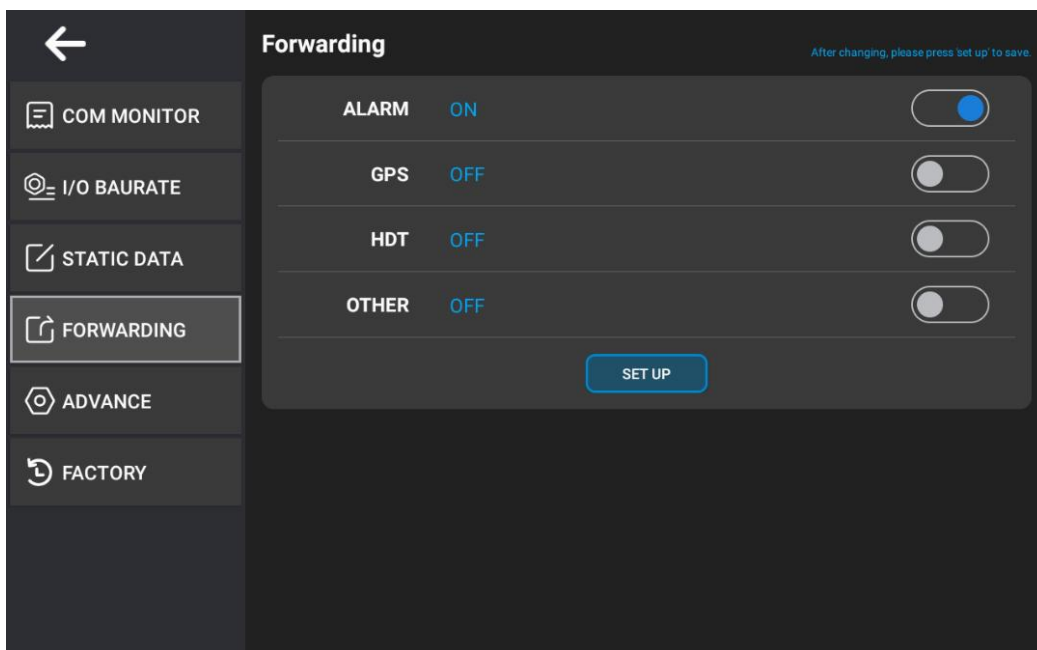 Forwarding
After changing, please press 'set up' to save.
COM MONITOR
I/O BAURATE
STATIC DATA
FORWARDING
ADVANCE
FACTORY
ALARM ON
GPS OFF
HDT OFF
OTHER OFF
SET UP